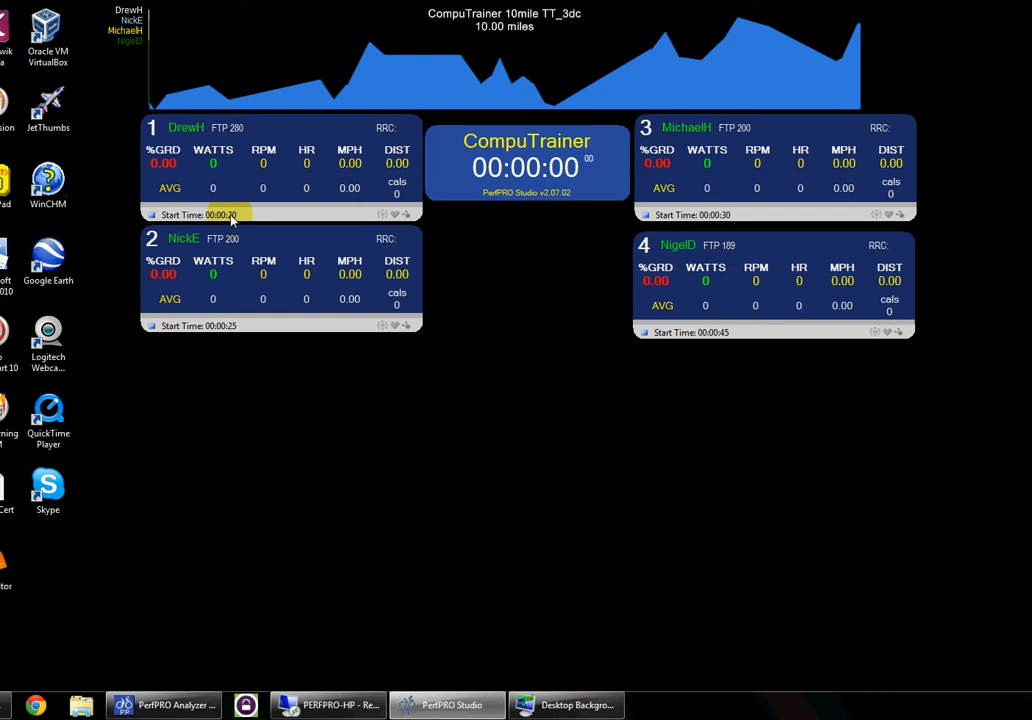 DrewH
NickE
MichaelH
NigelD
CompuTrainer 10mile TT_3dc
10.00 miles
Oracle VM
VirtualBox
JetThumbs
WinCHM
Google Earth
Logitech
Webca...
QuickTime
Player
Skype
1 DrewH FTP 280 RRC:
%GRD WATTS RPM HR MPH DIST
0.00 0 0 0 0.00 0.00
AVG 0 0 0 0.00 cals
0
Start Time: 00:00:20
CompuTrainer
00:00:00 00
PerfPRO Studio v2.07.02
3 MichaelH FTP 200 RRC:
%GRD WATTS RPM HR MPH DIST
0.00 0 0 0 0.00 0.00
AVG 0 0 0 0.00 cals
0
Start Time: 00:00:30
2 NickE FTP 200 RRC:
%GRD WATTS RPM HR MPH DIST
0.00 0 0 0 0.00 0.00
AVG 0 0 0 0.00 cals
0
Start Time: 00:00:25
4 NigelD FTP 189 RRC:
%GRD WATTS RPM HR MPH DIST
0.00 0 0 0 0.00 0.00
AVG 0 0 0 0.00 cals
0
Start Time: 00:00:45
PerfPRO Analyzer ...
PERFPRO-HP - Re...
PerfPRO Studio
Desktop Backgro...